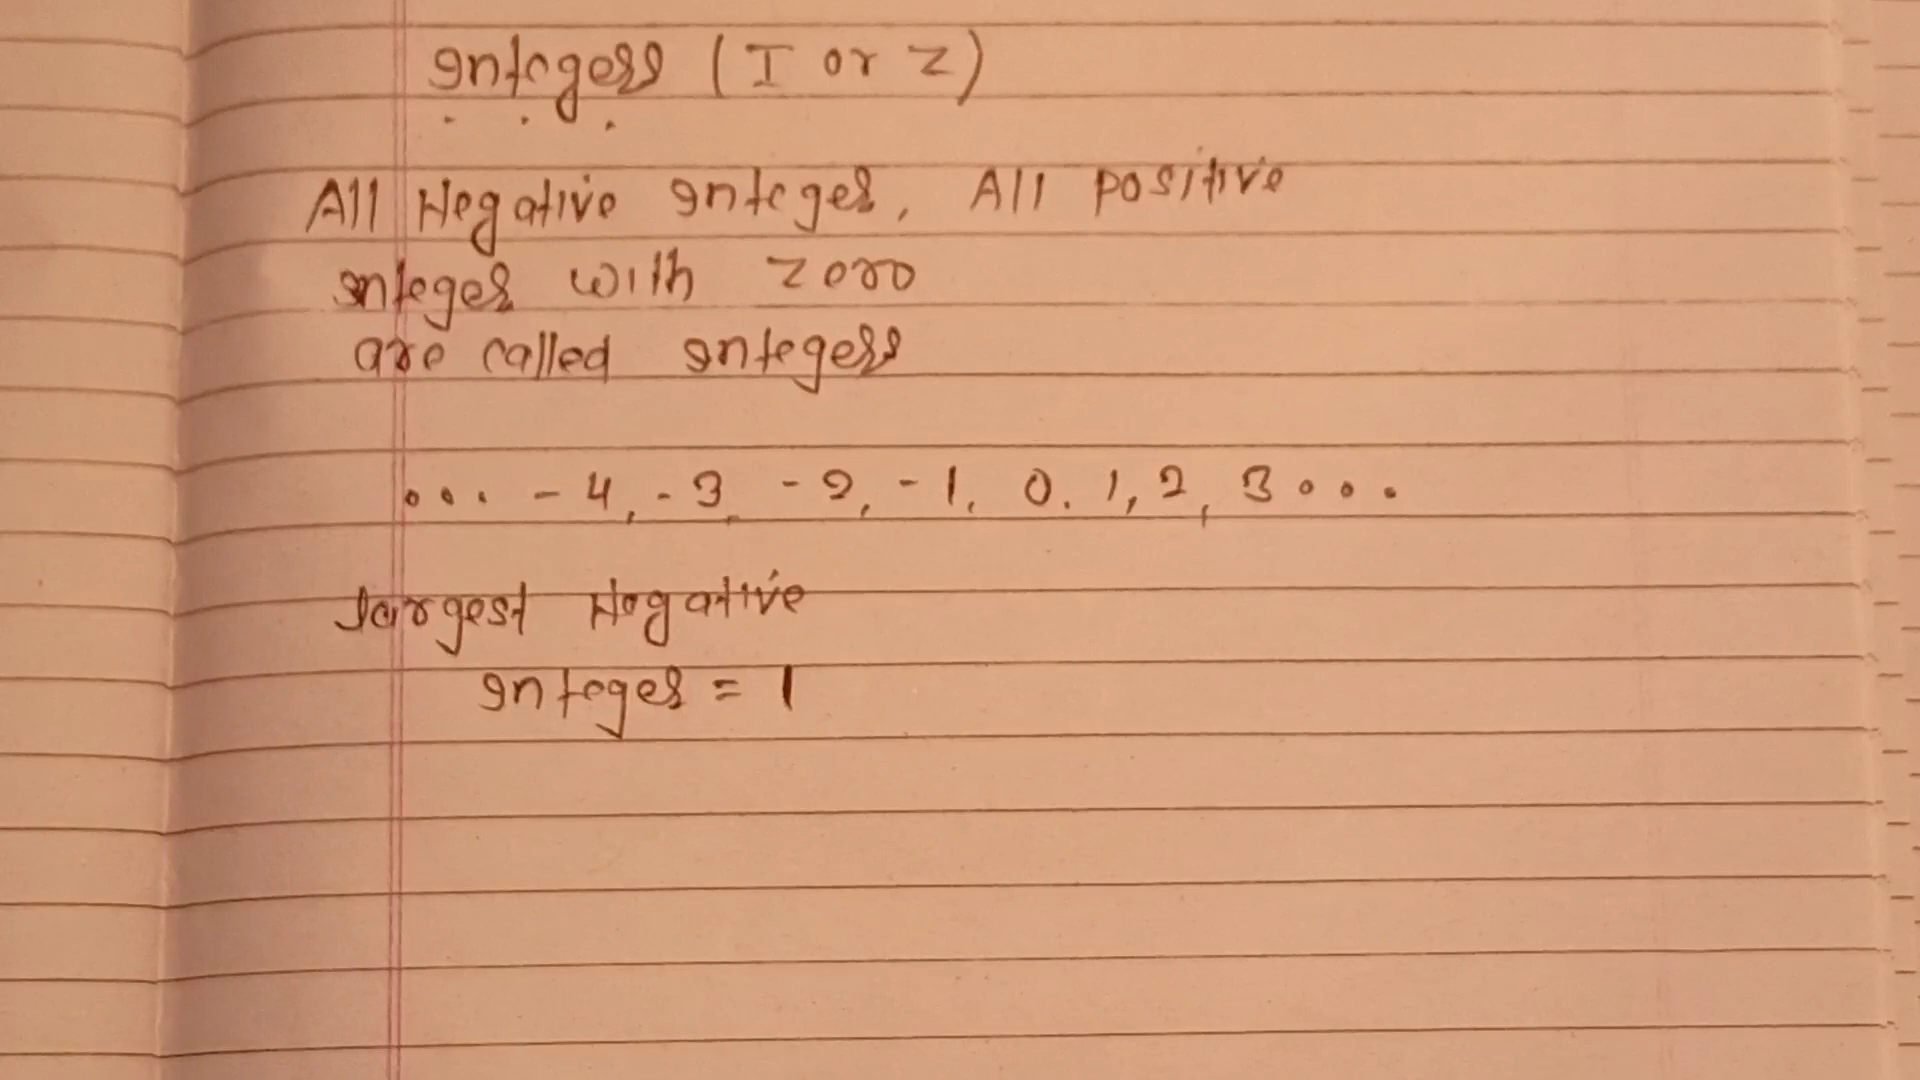 Integers (I or Z)
All Negative Integer, All positive
Integer with zero
are called Integers
... -4, -3, -2, -1, 0, 1, 2, 3 ...
largest Negative
Integer = 1